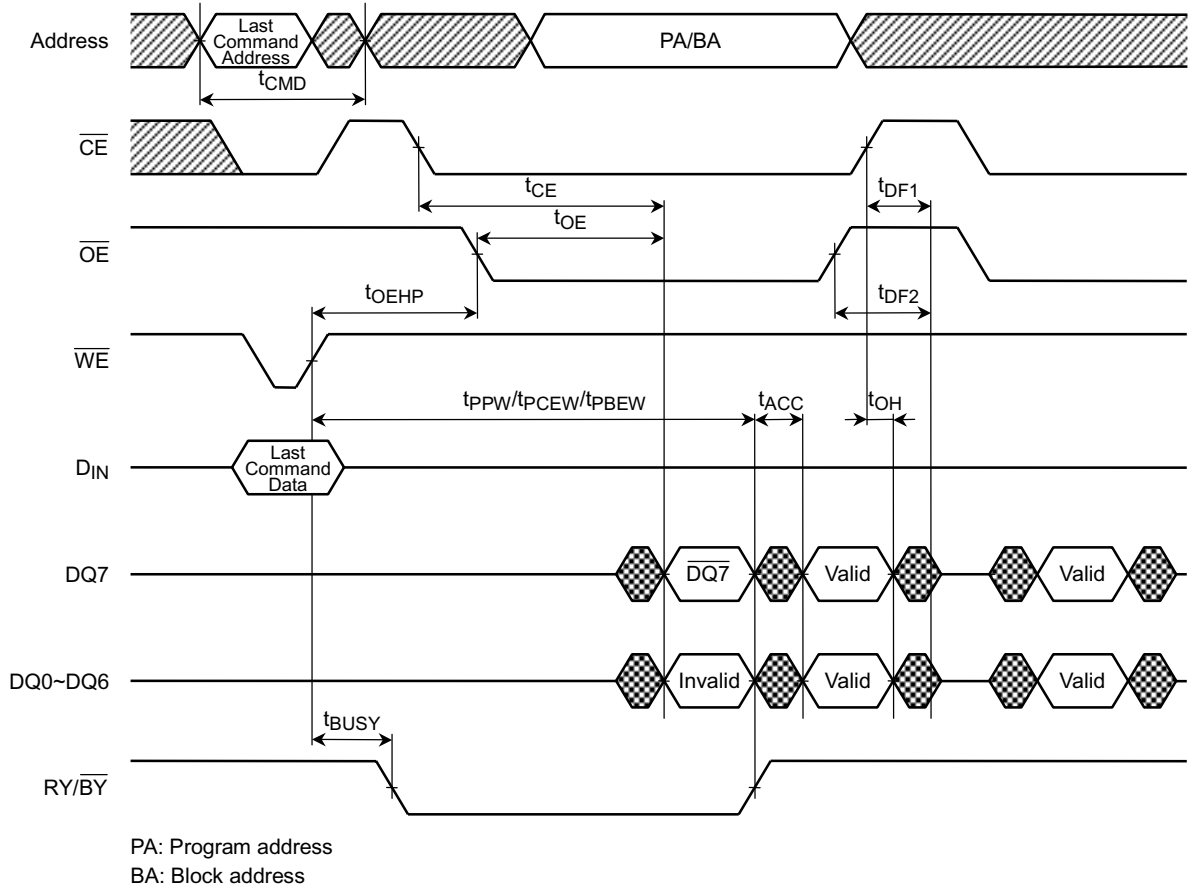 Address
Last
Command
Address
PA/BA
tCMD
CE
tCE
tDF1
tOE
OE
tOEHP
tDF2
WE
tPPW/tPCEW/tPBEW
tACC
tOH
DIN
Last
Command
Data
DQ7
DQ7
Valid
Valid
DQ0~DQ6
Invalid
Valid
Valid
tBUSY
RY/BY
PA: Program address
BA: Block address